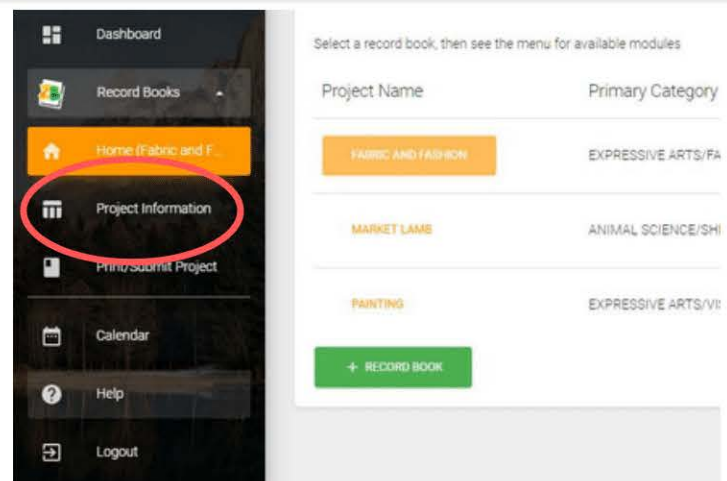 Dashboard
Record Books
Home (Fabric and F...
Project Information
Print/Submit Project
Calendar
Help
Logout
Select a record book, then see the menu for available modules
Project Name Primary Category
FABRIC AND FASHION EXPRESSIVE ARTS/FA
MARKET LAMB ANIMAL SCIENCE/SH
PAINTING EXPRESSIVE ARTS/VI
+ RECORD BOOK